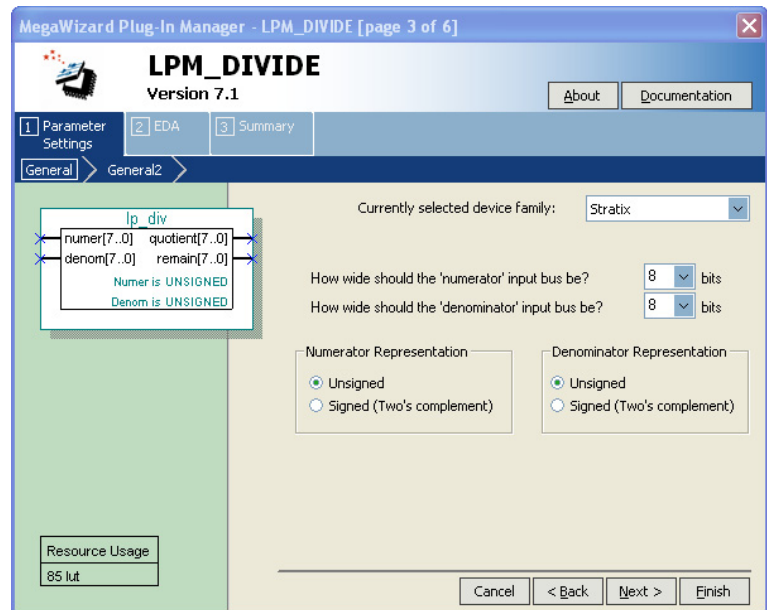 MegaWizard Plug-In Manager - LPM_DIVIDE [page 3 of 6]
LPM_DIVIDE
Version 7.1
About
Documentation
1 Parameter Settings
2 EDA
3 Summary
General
General2
lp_div
numer[7..0] quotient[7..0]
denom[7..0] remain[7..0]
Numer is UNSIGNED
Denom is UNSIGNED
Currently selected device family: Stratix
How wide should the 'numerator' input bus be? 8 bits
How wide should the 'denominator' input bus be? 8 bits
Numerator Representation
Unsigned
Signed (Two's complement)
Denominator Representation
Unsigned
Signed (Two's complement)
Resource Usage
85 lut
Cancel
< Back
Next >
Finish